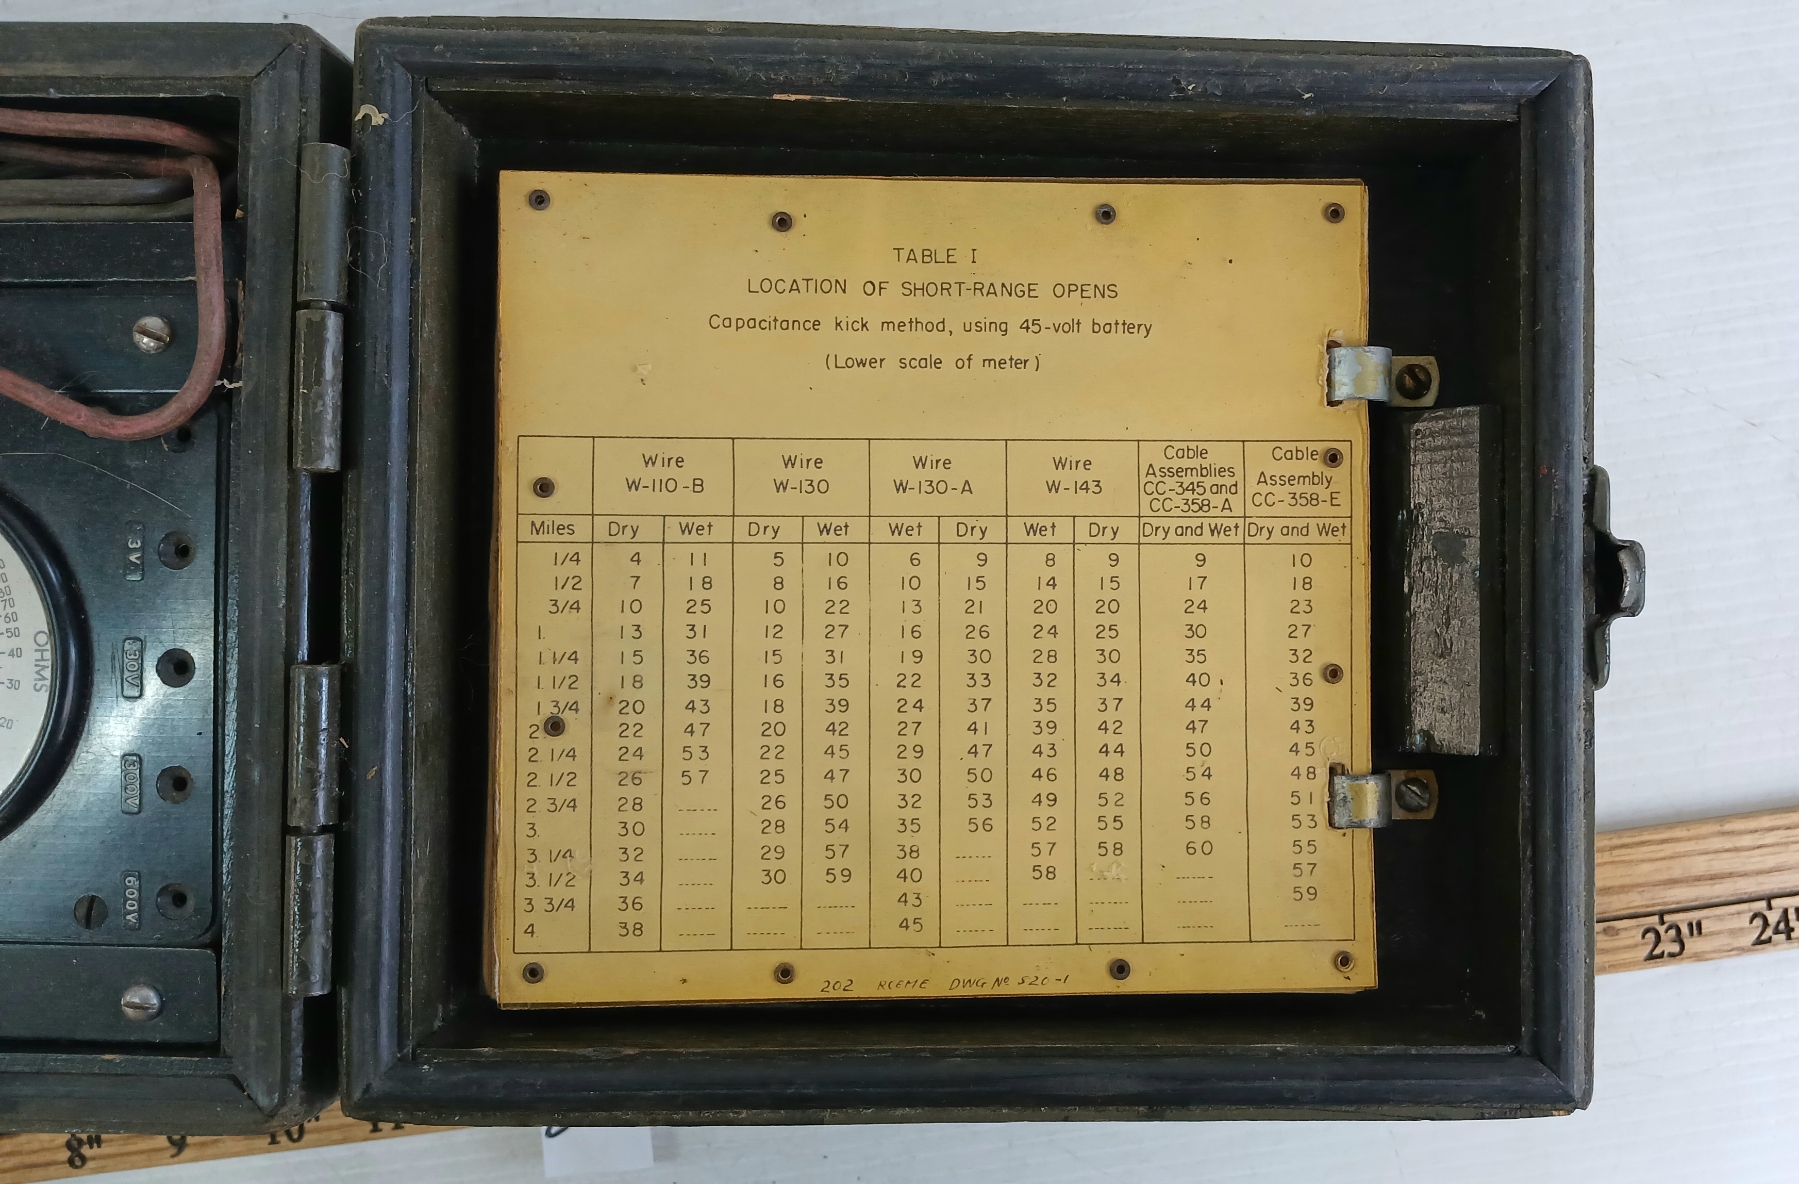 TABLE I
LOCATION OF SHORT-RANGE OPENS
Capacitance kick method, using 45-volt battery
(Lower scale of meter)
Wire W-110-B Wire W-130 Wire W-130-A Wire W-143 Cable Assemblies CC-345 and CC-358-A Cable Assembly CC-358-E
Miles Dry Wet Dry Wet Wet Dry Wet Dry Dry and Wet Dry and Wet
1/4 4 11 5 10 6 9 8 9 9 10
1/2 7 18 8 16 10 15 14 15 17 18
3/4 10 25 10 22 13 21 20 20 24 23
1. 13 31 12 27 16 26 24 25 30 27
1 1/4 15 36 15 31 19 30 28 30 35 32
1. 1/2 18 39 16 35 22 33 32 34 40 36
1 3/4 20 43 18 39 24 37 35 37 44 39
2 22 47 20 42 27 41 39 42 47 43
2 1/4 24 53 22 45 29 47 43 44 50 45
2. 1/2 26 57 25 47 30 50 46 48 54 48
2. 3/4 28 ----- 26 50 32 53 49 52 56 51
3. 30 ----- 28 54 35 56 52 55 58 53
3. 1/4 32 ----- 29 57 38 ----- 57 58 60 55
3. 1/2 34 ----- 30 59 40 ----- 58 ----- 57
3 3/4 36 ----- ----- ----- 43 ----- ----- ----- ----- 59
4. 38 ----- ----- ----- 45 ----- ----- ----- ----- -----
202 RCEME DWG Nº 520-1
3V
30V
300V
600V
OHMS
70
60
50
40
30
20
8"
9
10"
11
23"
24"